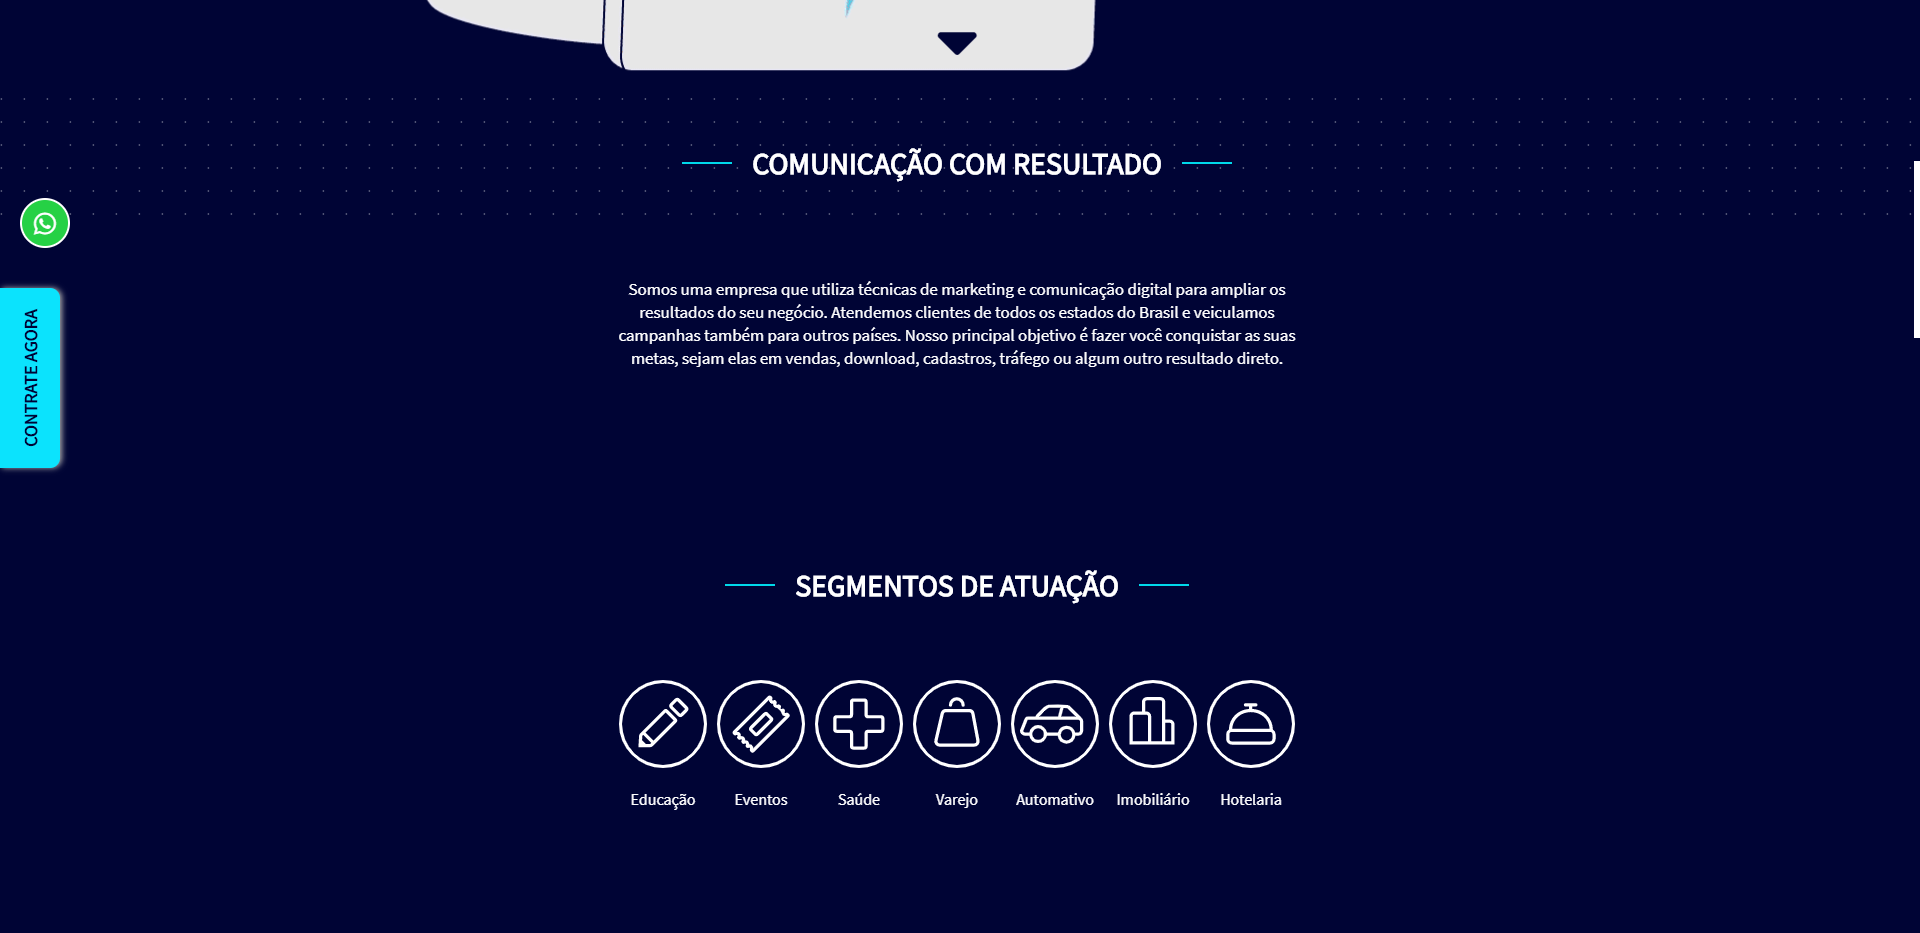 COMUNICAÇÃO COM RESULTADO
Somos uma empresa que utiliza técnicas de marketing e comunicação digital para ampliar os
resultados do seu negócio. Atendemos clientes de todos os estados do Brasil e veiculamos
campanhas também para outros países. Nosso principal objetivo é fazer você conquistar as suas
metas, sejam elas em vendas, download, cadastros, tráfego ou algum outro resultado direto.
CONTRATE AGORA
SEGMENTOS DE ATUAÇÃO
Educação Eventos Saúde Varejo Automativo Imobiliário Hotelaria